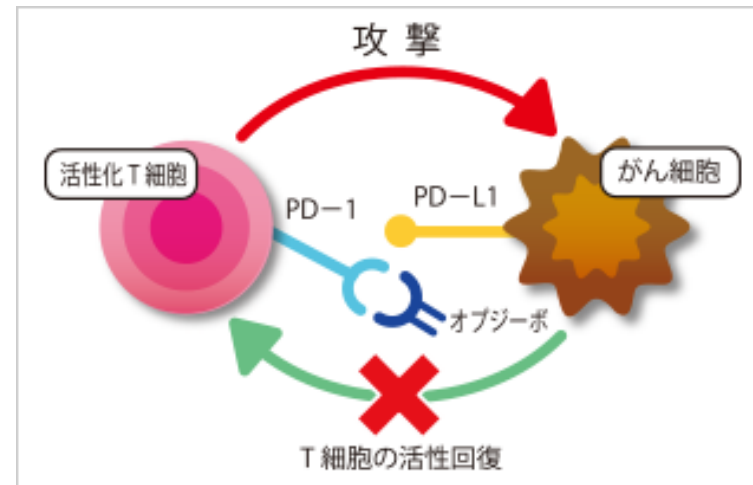 攻撃
活性化T細胞
がん細胞
PD－1
PD－L1
オプジーボ
T細胞の活性回復